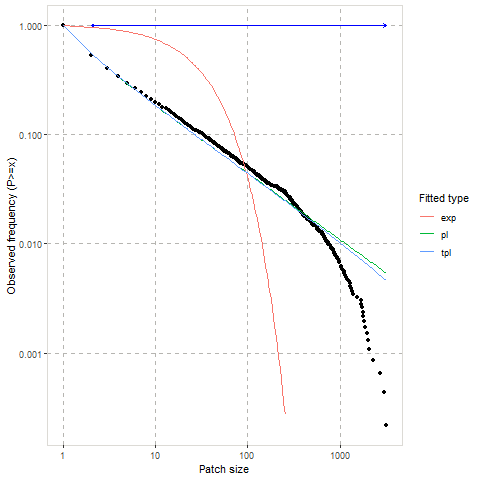 1.000
0.100
0.010
0.001
Observed frequency (P>=x)
1
10
100
1000
Patch size
Fitted type
exp
pl
tpl